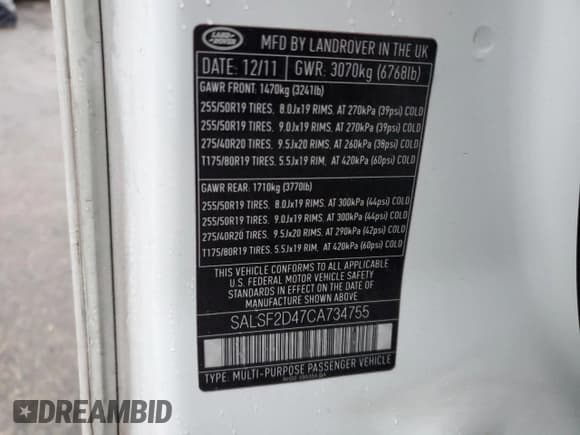 LAND ROVER
MFD BY LANDROVER IN THE UK
DATE: 12/11 GWR: 3070kg (6768lb)
GAWR FRONT: 1470kg (3241lb)
255/50R19 TIRES, 8.0Jx19 RIMS, AT 270kPa (39psi) COLD
255/50R19 TIRES, 9.0Jx19 RIMS, AT 270kPa (39psi) COLD
275/40R20 TIRES, 9.5Jx20 RIMS, AT 260kPa (38psi) COLD
T175/80R19 TIRES, 5.5Jx19 RIM, AT 420kPa (60psi) COLD
GAWR REAR: 1710kg (3770lb)
255/50R19 TIRES, 8.0Jx19 RIMS, AT 300kPa (44psi) COLD
255/50R19 TIRES, 9.0Jx19 RIMS, AT 300kPa (44psi) COLD
275/40R20 TIRES, 9.5Jx20 RIMS, AT 290kPa (42psi) COLD
T175/80R19 TIRES, 5.5Jx19 RIM, AT 420kPa (60psi) COLD
THIS VEHICLE CONFORMS TO ALL APPLICABLE
U.S. FEDERAL MOTOR VEHICLE SAFETY
STANDARDS IN EFFECT ON THE DATE OF
MANUFACTURE SHOWN ABOVE.
SALSF2D47CA734755
TYPE: MULTI-PURPOSE PASSENGER VEHICLE
DREAMBID